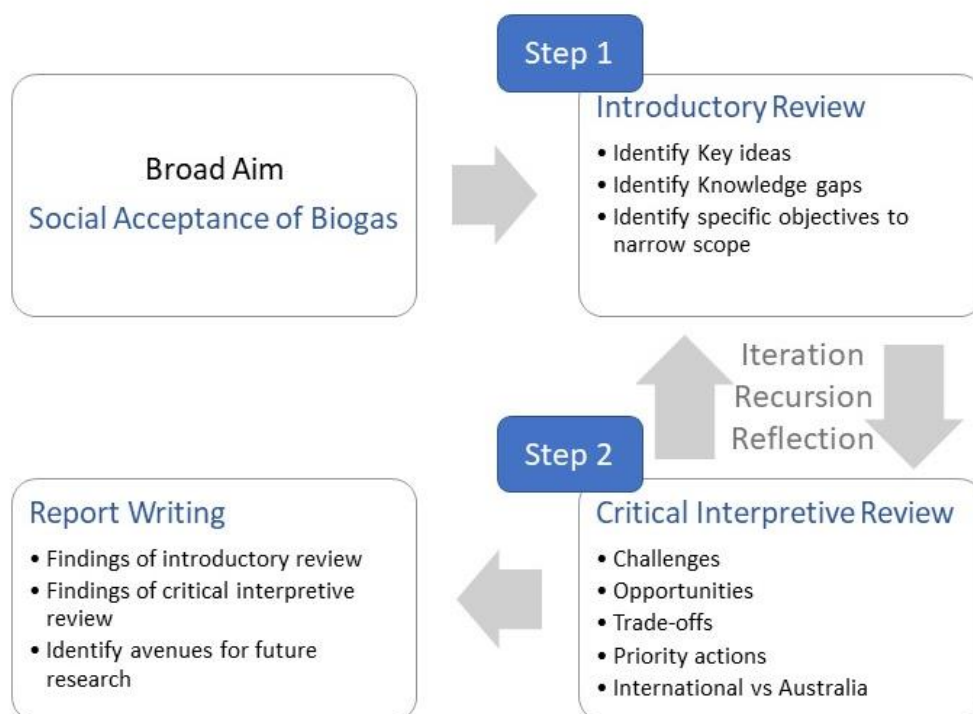 Step 1
Broad Aim
Social Acceptance of Biogas
Introductory Review
• Identify Key ideas
• Identify Knowledge gaps
• Identify specific objectives to
narrow scope
Iteration
Recursion
Reflection
Step 2
Critical Interpretive Review
• Challenges
• Opportunities
• Trade-offs
• Priority actions
• International vs Australia
Report Writing
• Findings of introductory review
• Findings of critical interpretive
review
• Identify avenues for future
research